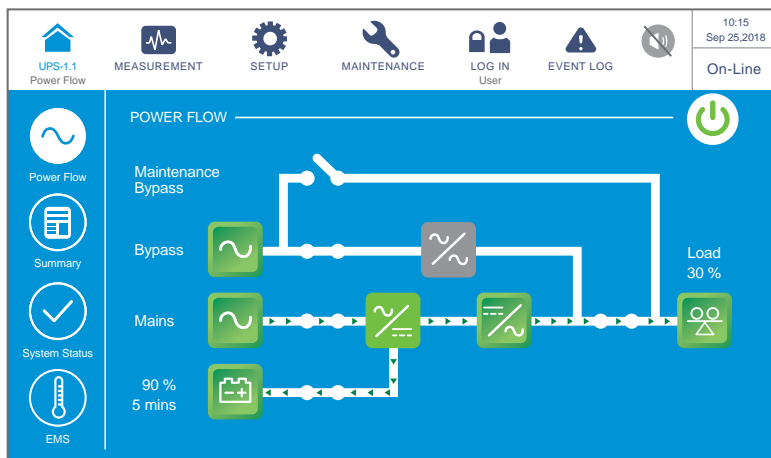 UPS-1.1
Power Flow
MEASUREMENT
SETUP
MAINTENANCE
LOG IN
User
EVENT LOG
10:15
Sep 25,2018
On-Line
POWER FLOW
Power Flow
Summary
System Status
EMS
Maintenance
Bypass
Bypass
Mains
90 %
5 mins
Load
30 %